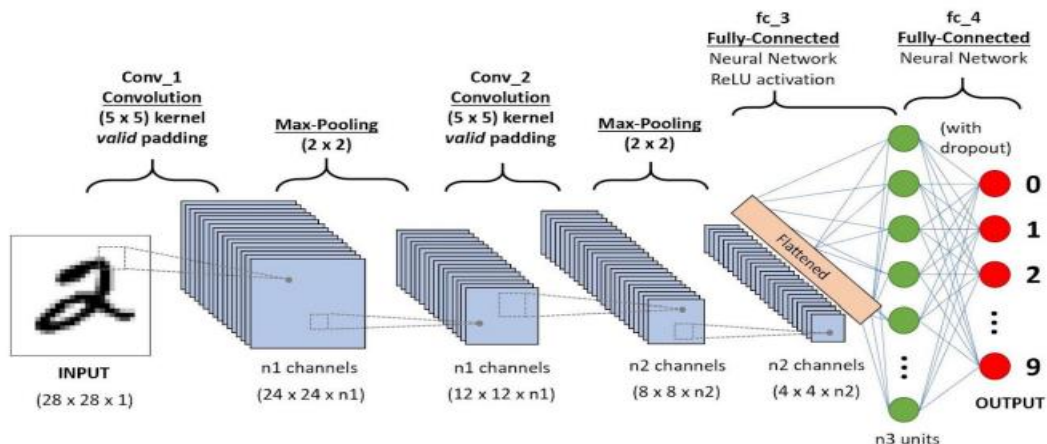 Conv_1
Convolution
(5 x 5) kernel
valid padding
Max-Pooling
(2 x 2)
Conv_2
Convolution
(5 x 5) kernel
valid padding
Max-Pooling
(2 x 2)
fc_3
Fully-Connected
Neural Network
ReLU activation
fc_4
Fully-Connected
Neural Network
(with
dropout)
Flattened
0
1
2
9
OUTPUT
2
INPUT
(28 x 28 x 1)
n1 channels
(24 x 24 x n1)
n1 channels
(12 x 12 x n1)
n2 channels
(8 x 8 x n2)
n2 channels
(4 x 4 x n2)
n3 units